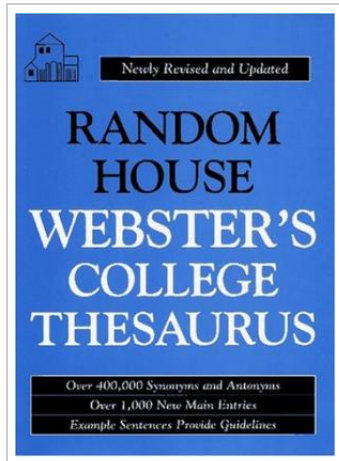 Newly Revised and Updated
RANDOM
HOUSE
WEBSTER'S
COLLEGE
THESAURUS
Over 400,000 Synonyms and Antonyms
Over 1,000 New Main Entries
Example Sentences Provide Guidelines